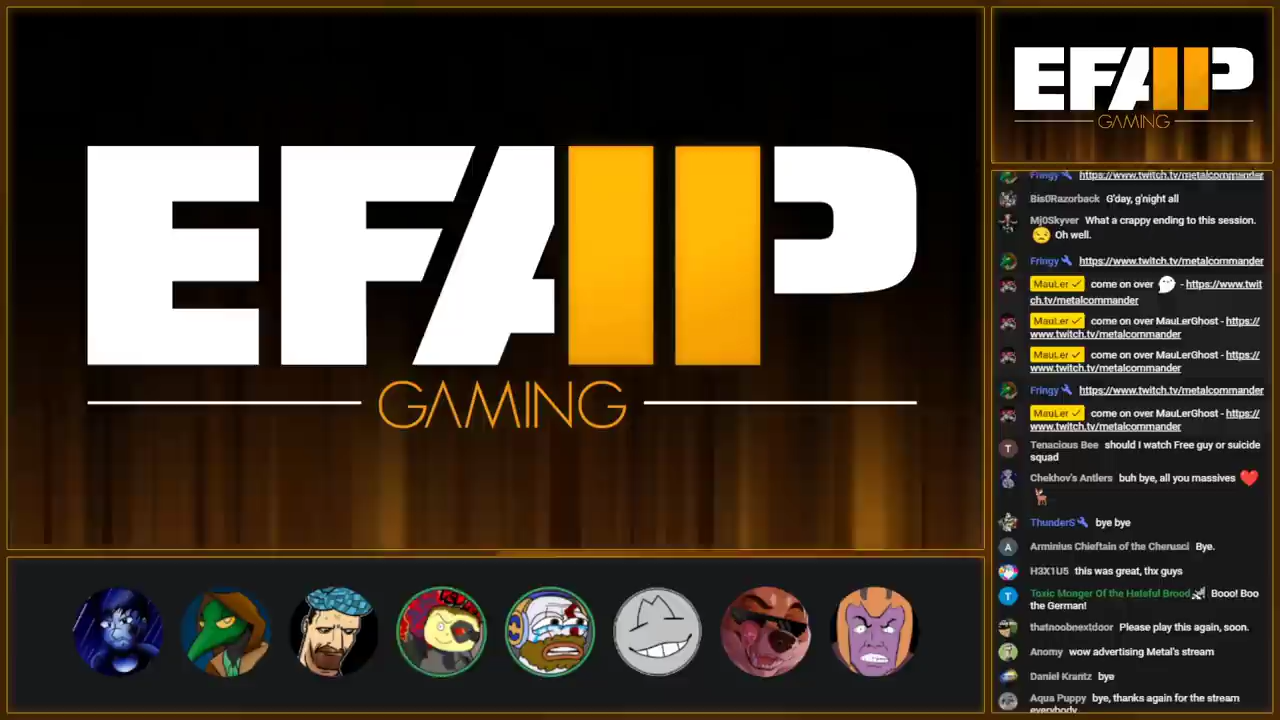 EFAIIP
GAMING
EFAIIP
GAMING
Fringy https://www.twitch.tv/metalcommander
Bis0Razorback G'day, g'night all
Mj0Skyver What a crappy ending to this session.
Oh well.
Fringy https://www.twitch.tv/metalcommander
MauLer come on over - https://www.twit
ch.tv/metalcommander
MauLer come on over MauLerGhost - https://
www.twitch.tv/metalcommander
MauLer come on over MauLerGhost - https://
www.twitch.tv/metalcommander
Fringy https://www.twitch.tv/metalcommander
MauLer come on over MauLerGhost - https://
www.twitch.tv/metalcommander
T Tenacious Bee should I watch Free guy or suicide
squad
Chekhov's Antlers buh bye, all you massives
ThunderS bye bye
A Arminius Chieftain of the Cherusci Bye.
H3X1U5 this was great, thx guys
T Toxic Monger Of the Hateful Brood Booo! Boo
the German!
thatnoobnextdoor Please play this again, soon.
Anomy wow advertising Metal's stream
Daniel Krantz bye
Aqua Puppy bye, thanks again for the stream
everybody